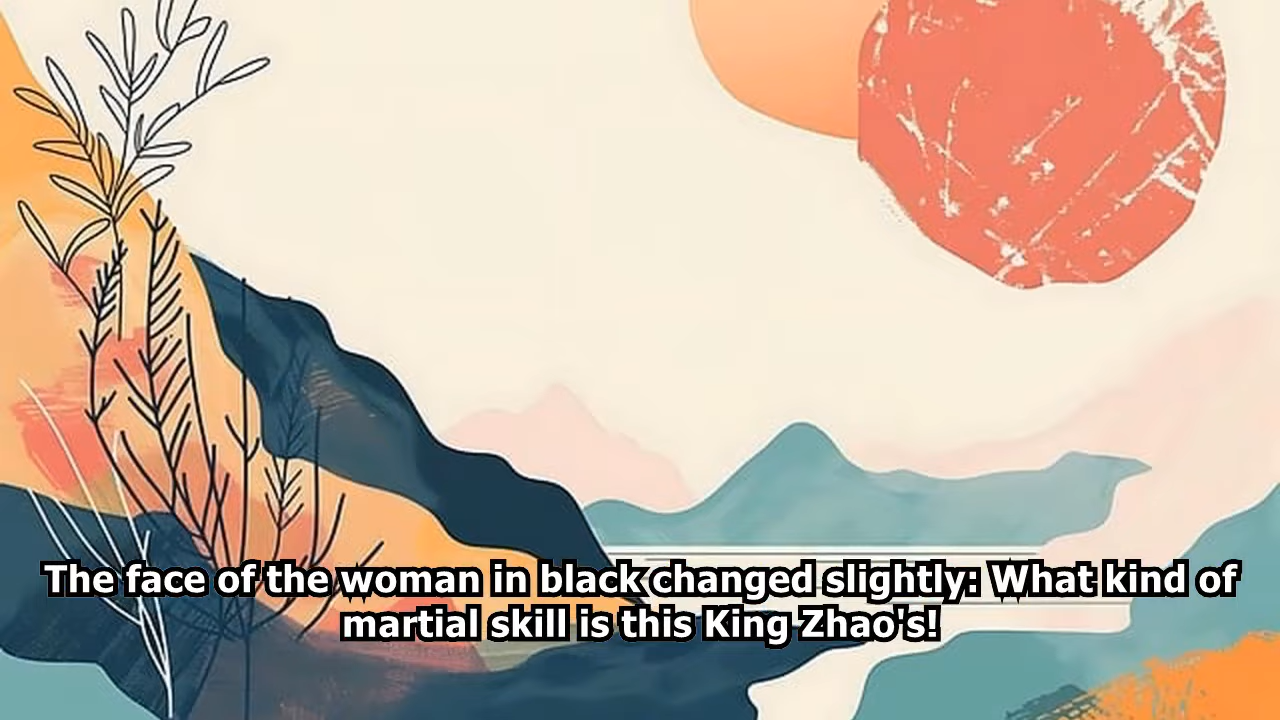 The face of the woman in black changed slightly: What kind of
martial skill is this King Zhao's!